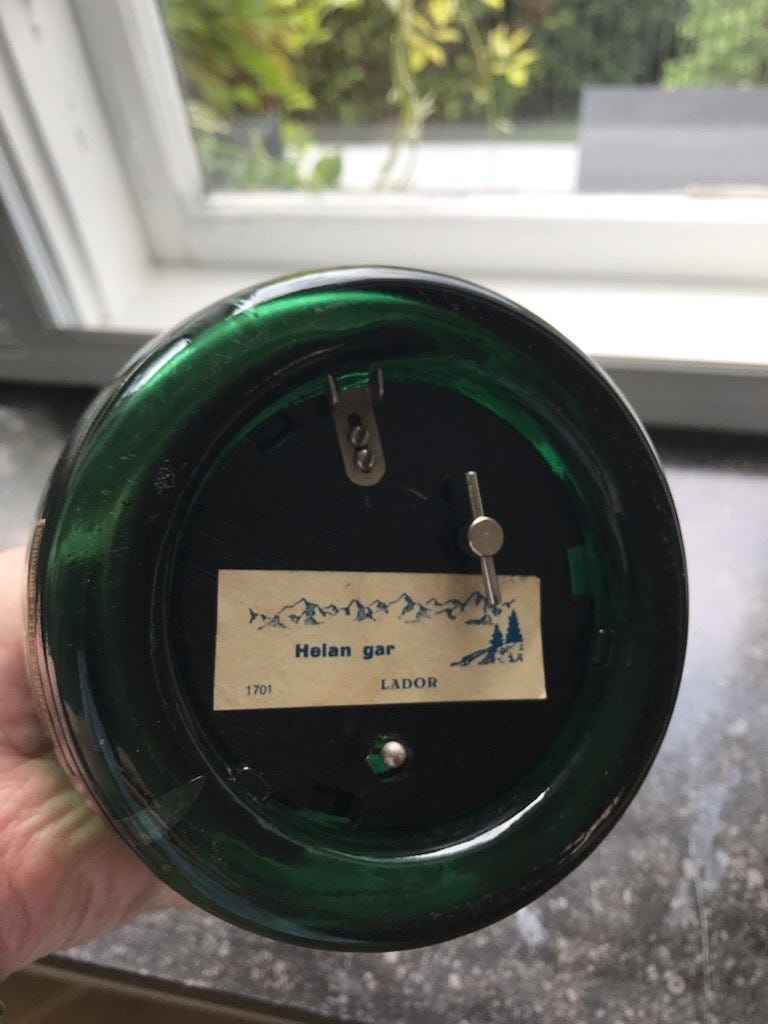 Helan gar
1701 LADOR